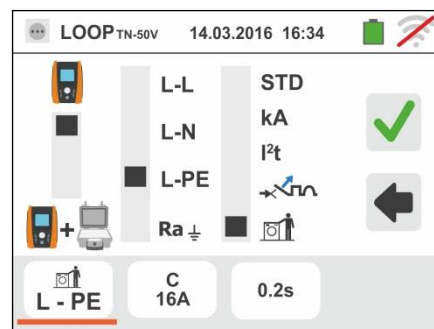 LOOP TN-50V 14.03.2016 16:34
L-L STD
L-N kA
I²t
L-PE
Ra
L - PE
C
16A
0.2s